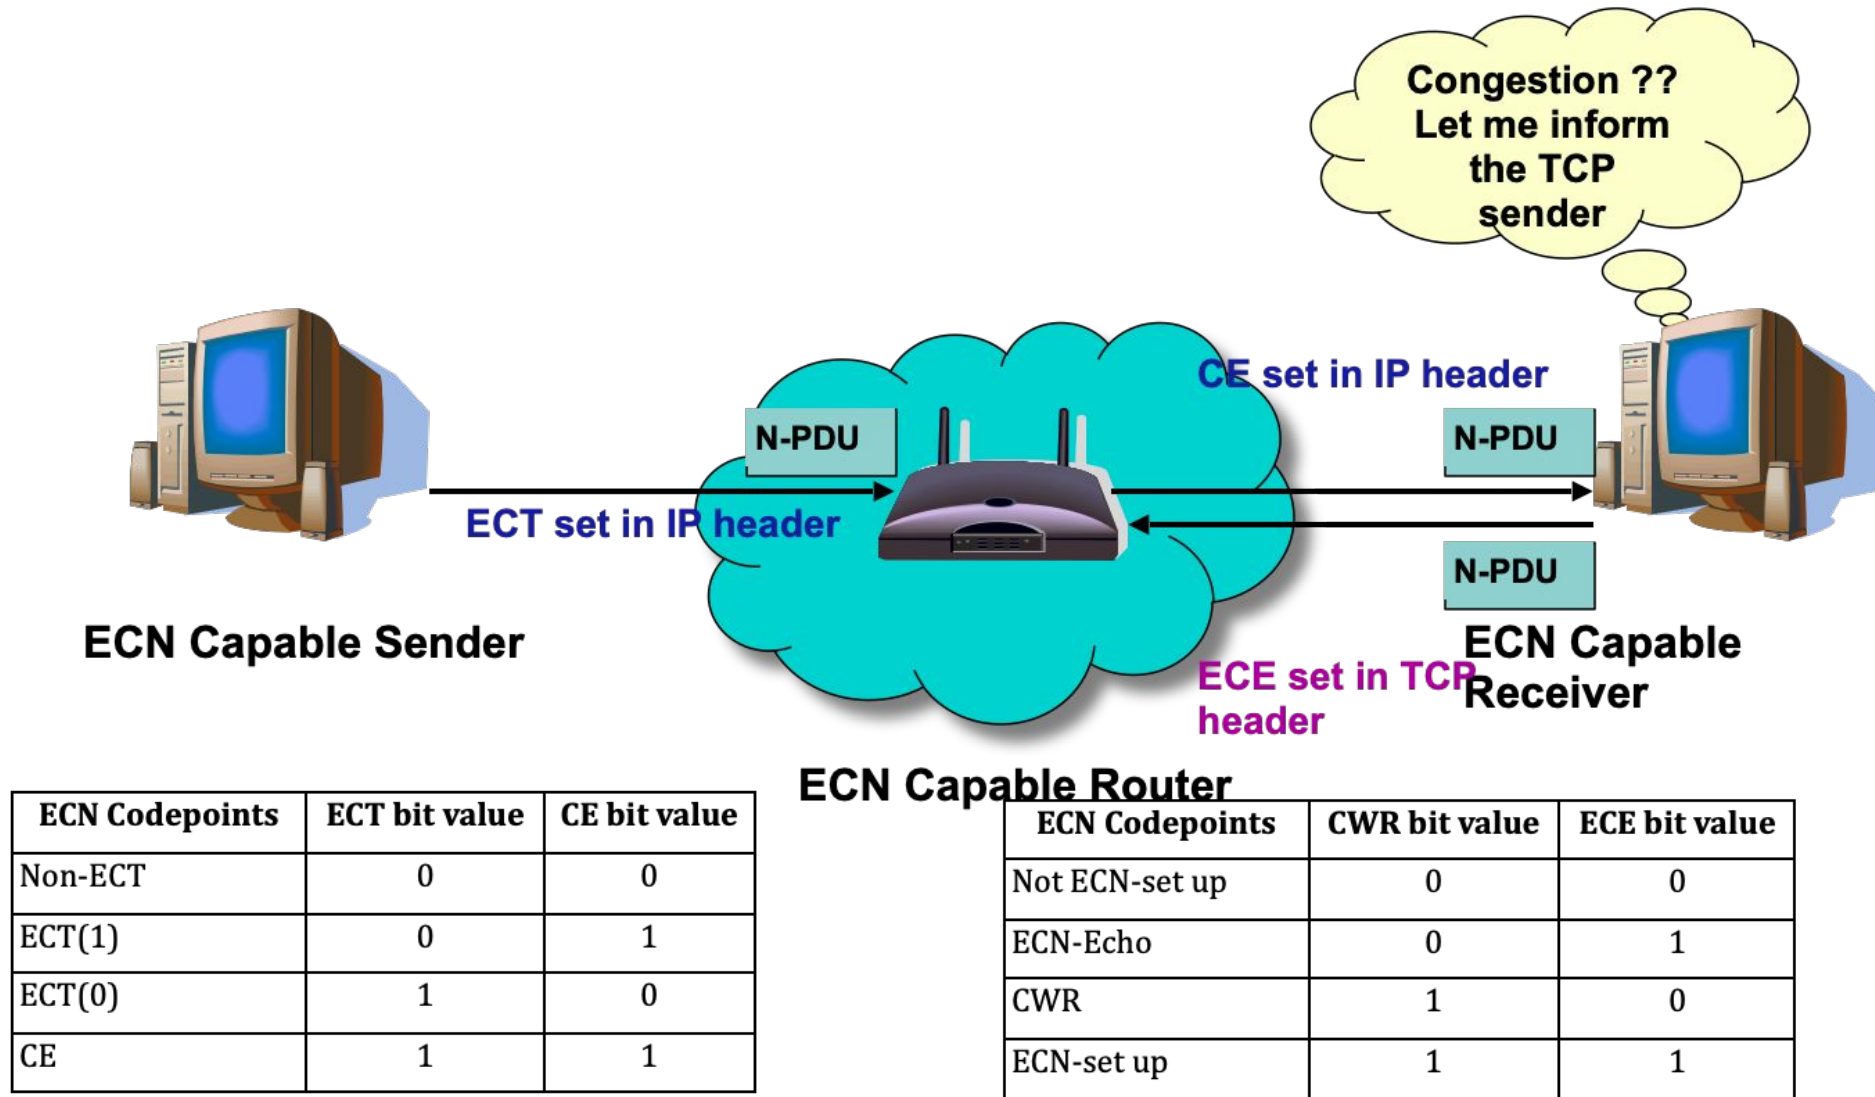 Congestion ??
Let me inform
the TCP
sender
CE set in IP header
N-PDU
N-PDU
ECT set in IP header
N-PDU
ECN Capable Sender
ECN Capable
Receiver
ECE set in TCP
header
ECN Capable Router
ECN Codepoints ECT bit value CE bit value
Non-ECT 0 0
ECT(1) 0 1
ECT(0) 1 0
CE 1 1
ECN Codepoints CWR bit value ECE bit value
Not ECN-set up 0 0
ECN-Echo 0 1
CWR 1 0
ECN-set up 1 1